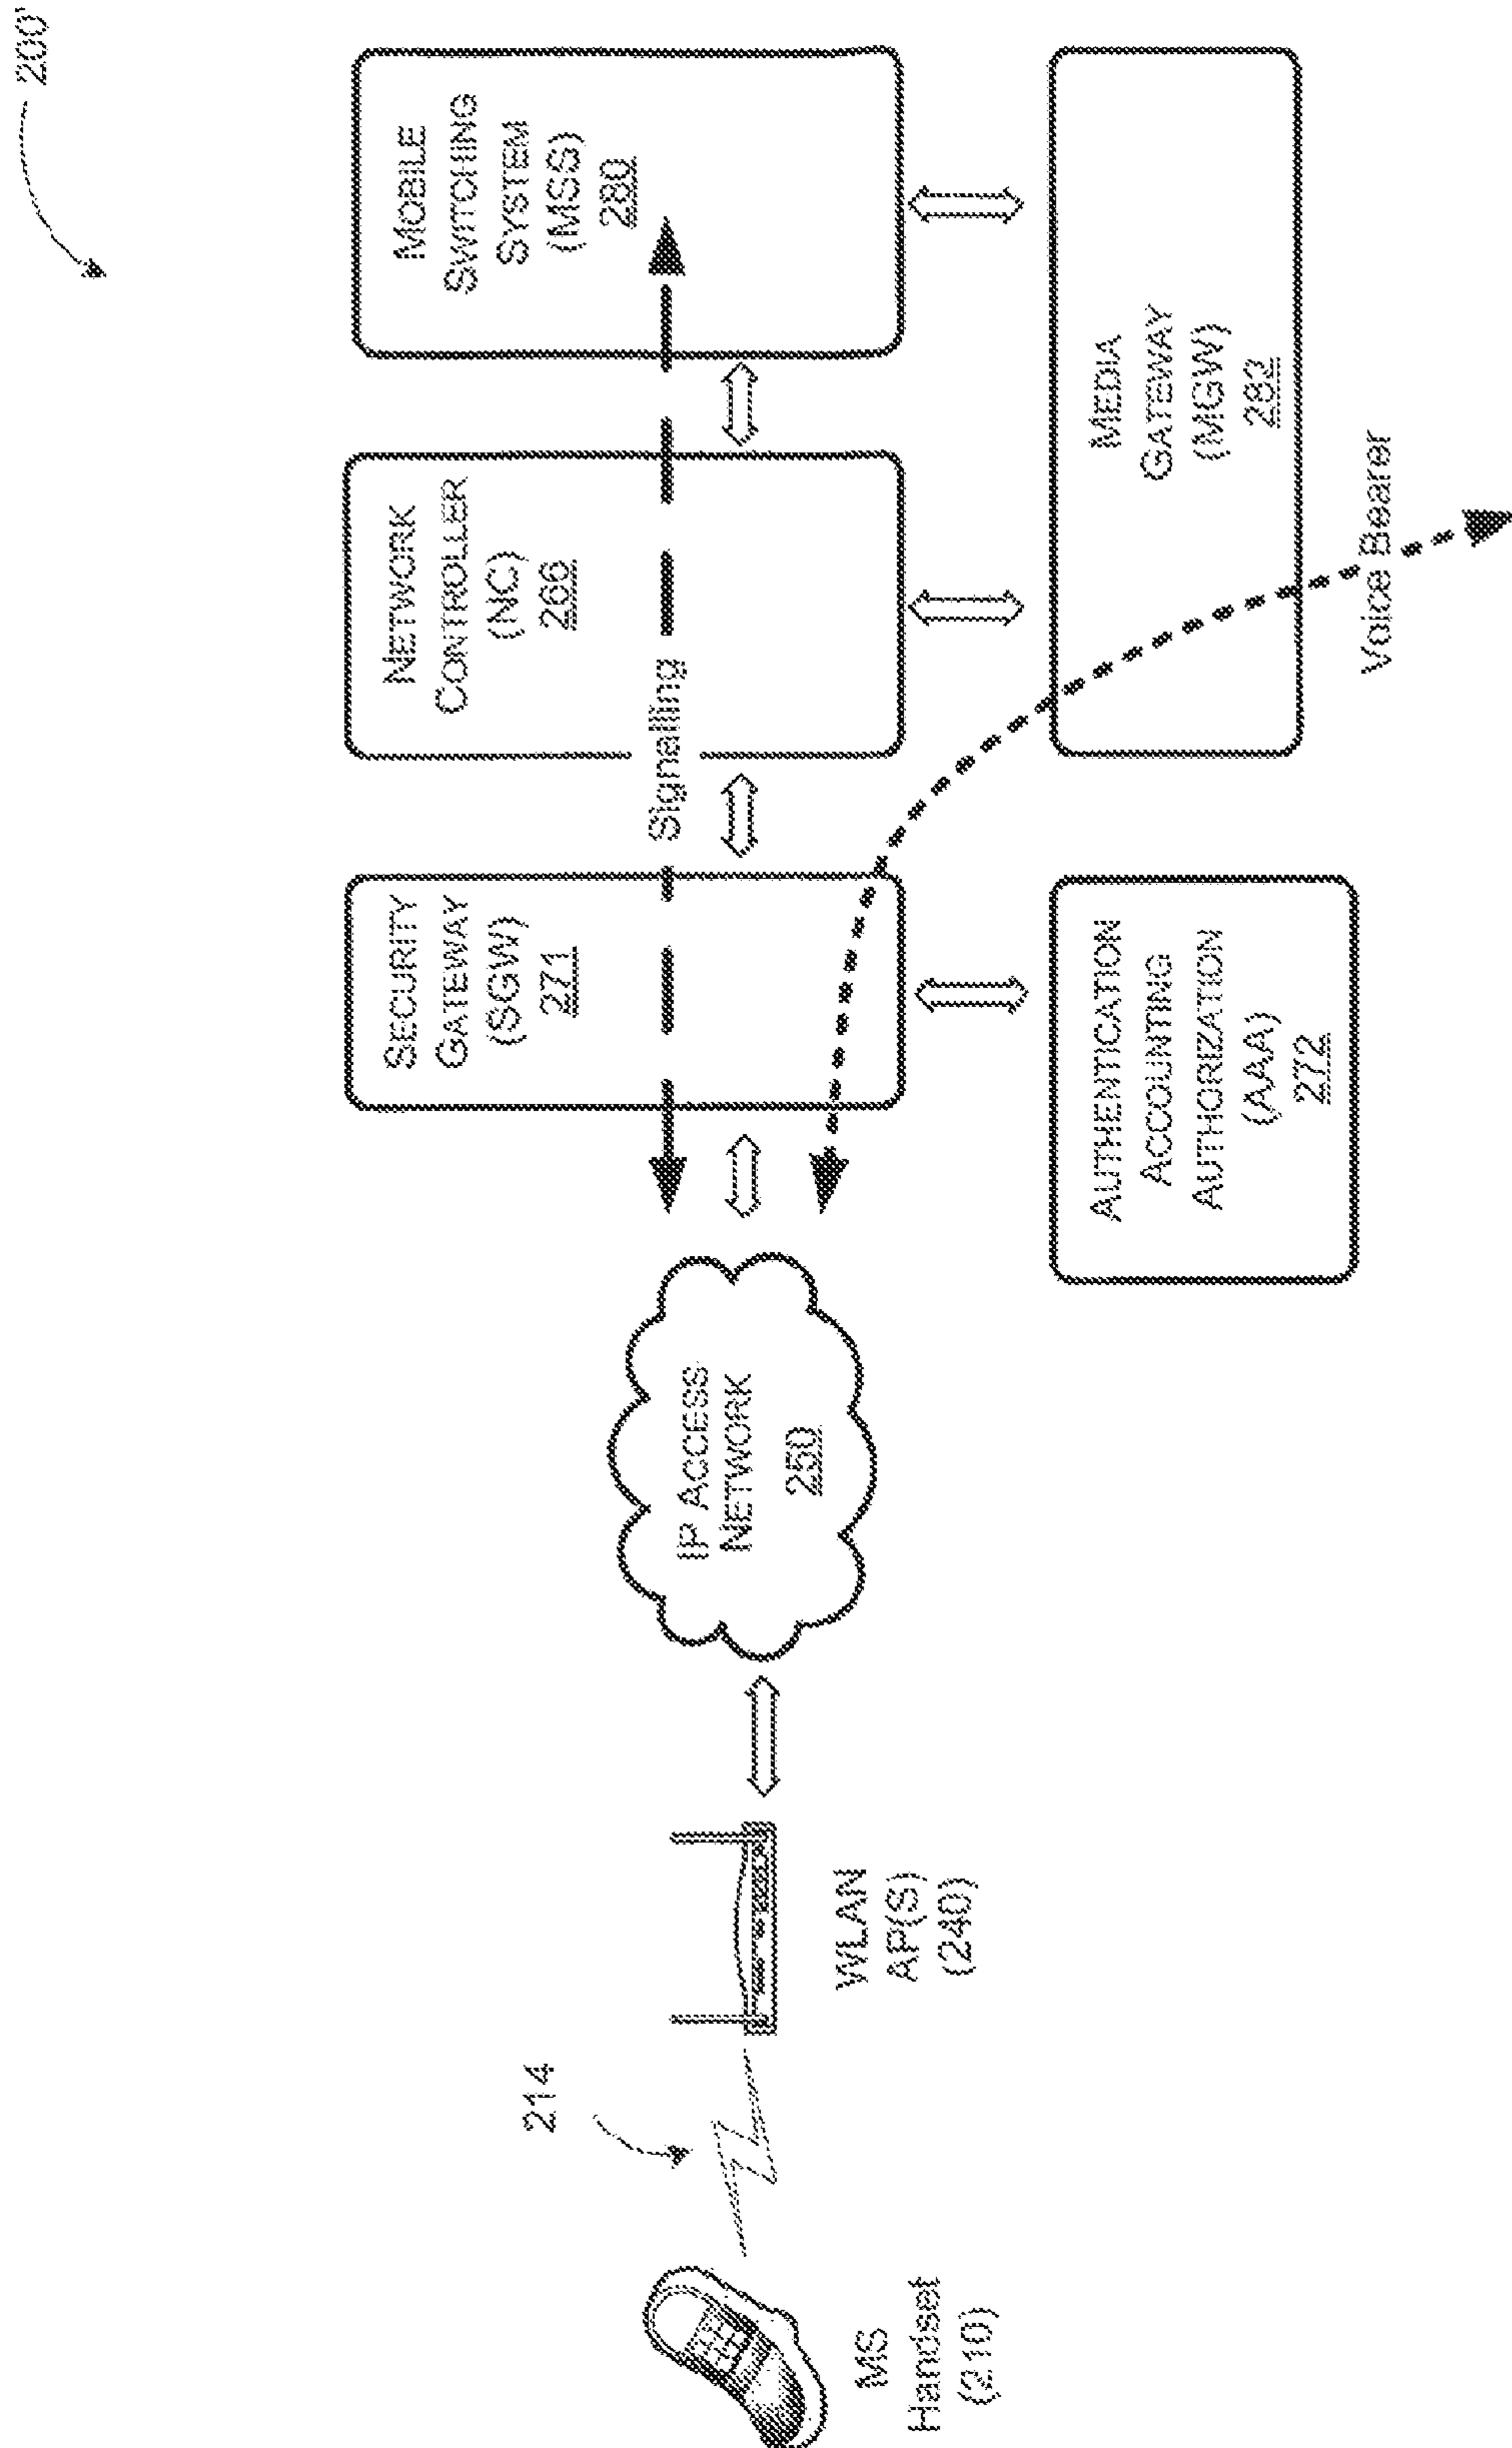 200'
MOBILE
SWITCHING
SYSTEM
(MSS)
280
NETWORK
CONTROLLER
(NC)
266
SECURITY
GATEWAY
(SGW)
271
Signalling
IP ACCESS
NETWORK
250
MEDIA
GATEWAY
(MGW)
282
Voice Bearer
AUTHENTICATION
ACCOUNTING
AUTHORIZATION
(AAA)
272
214
WLAN
AP(S)
(240)
MS
Handset
(210)